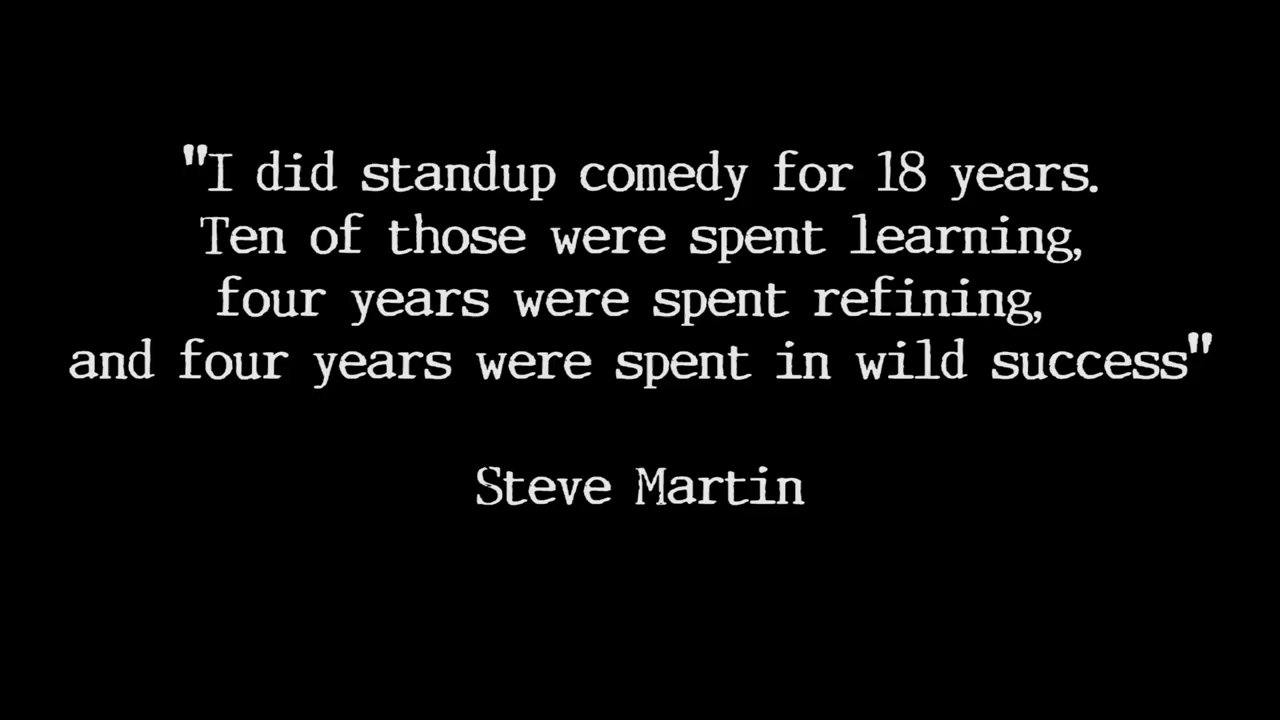 "I did standup comedy for 18 years.
Ten of those were spent learning,
four years were spent refining,
and four years were spent in wild success"
Steve Martin